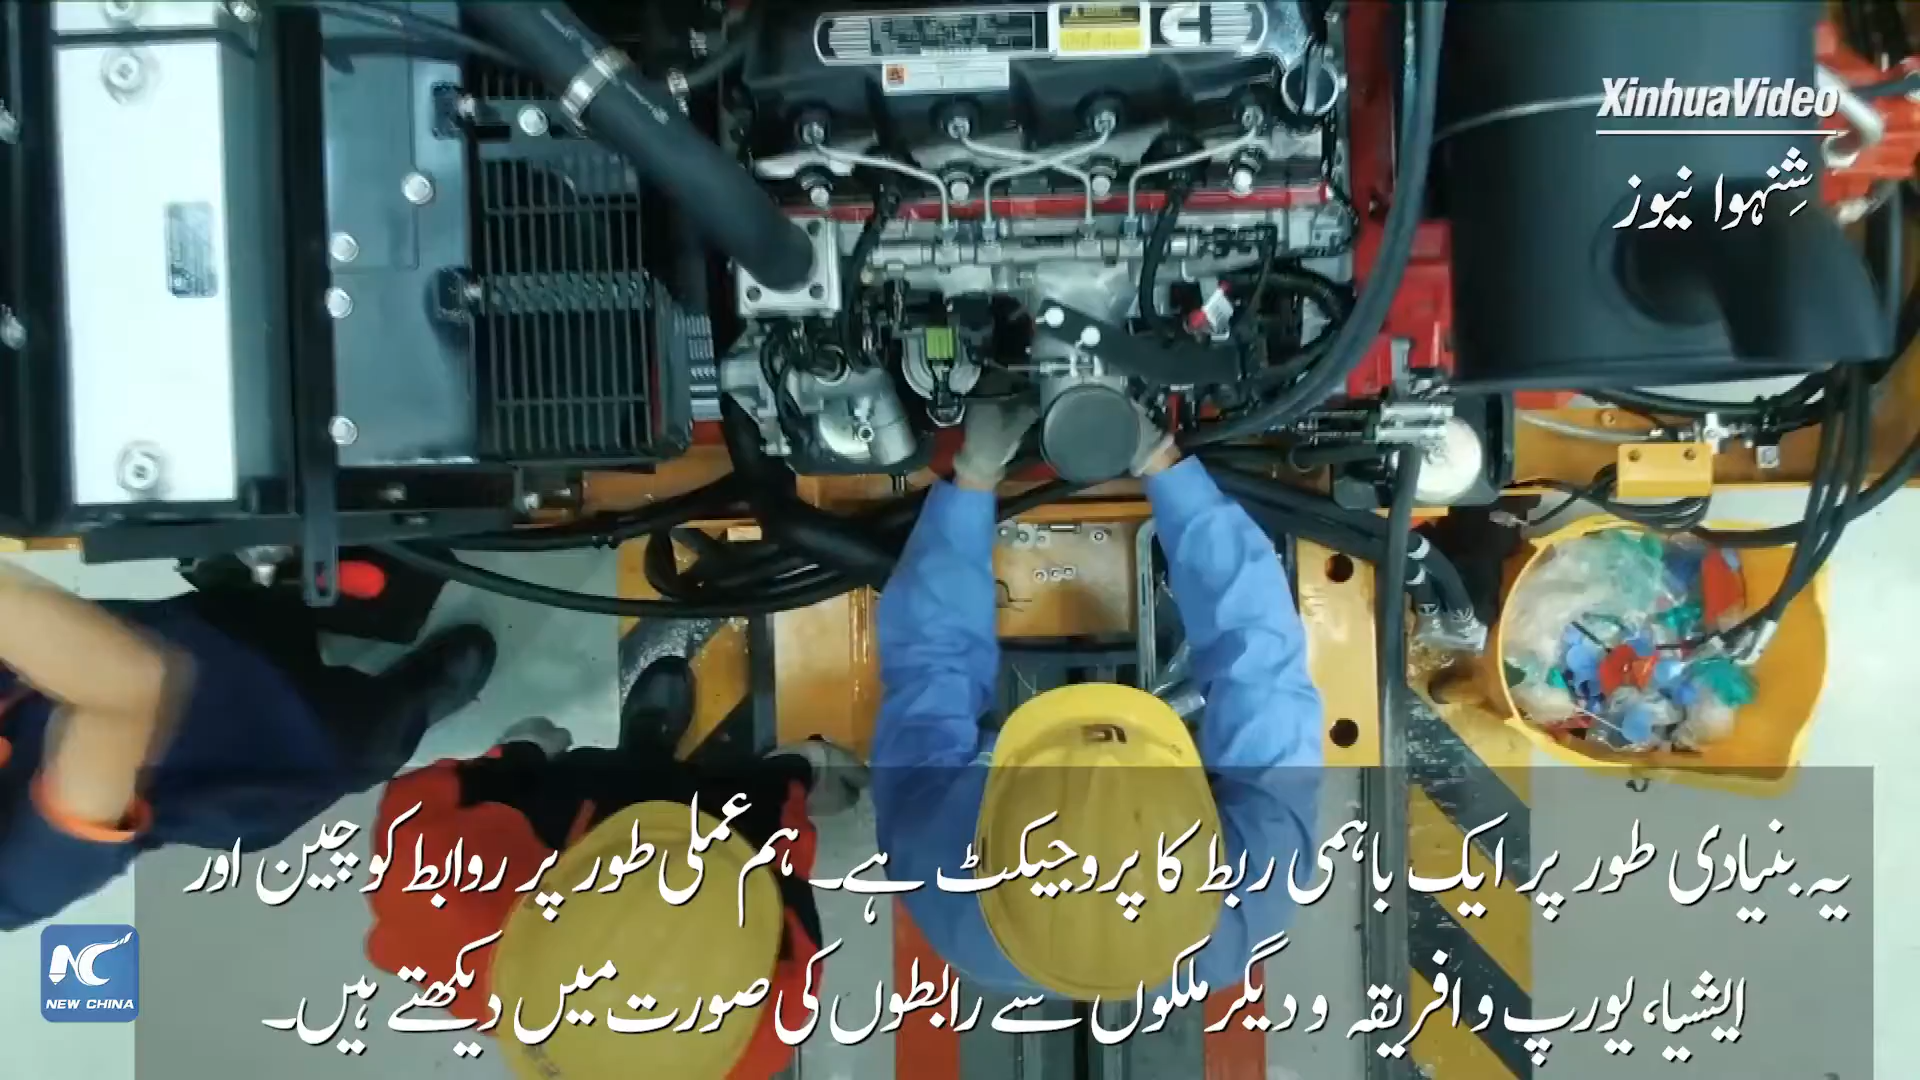 XinhuaVideo
شِنہوا نیوز
یہ بنیادی طور پر ایک باہمی ربط کا پروجیکٹ ہے۔ ہم عملی طور پر روابط کو چین اور
ایشیا، یورپ و افریقہ و دیگر ملکوں سے رابطوں کی صورت میں دیکھتے ہیں۔
NEW CHINA